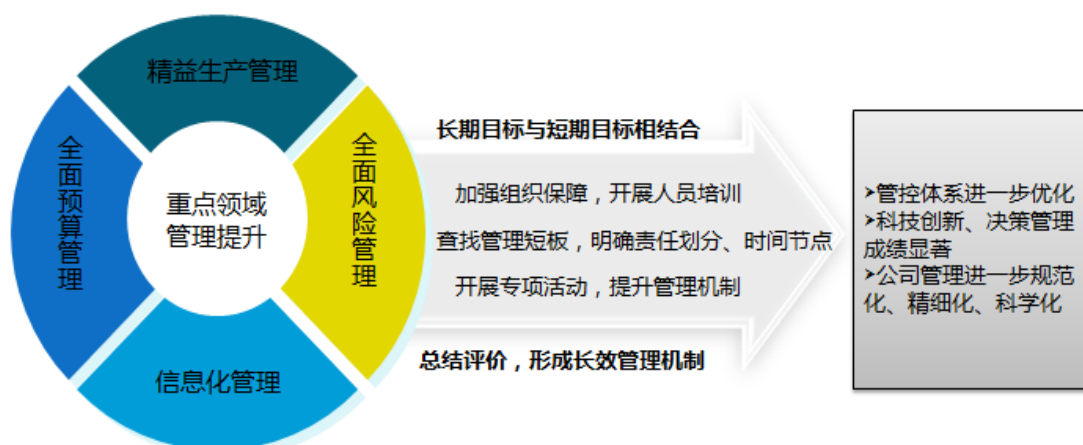 精益生产管理
全面预算管理
重点领域
管理提升
全面风险管理
信息化管理
长期目标与短期目标相结合
加强组织保障，开展人员培训
查找管理短板，明确责任划分、时间节点
开展专项活动，提升管理机制
总结评价，形成长效管理机制
➢管控体系进一步优化
➢科技创新、决策管理
成绩显著
➢公司管理进一步规范
化、精细化、科学化